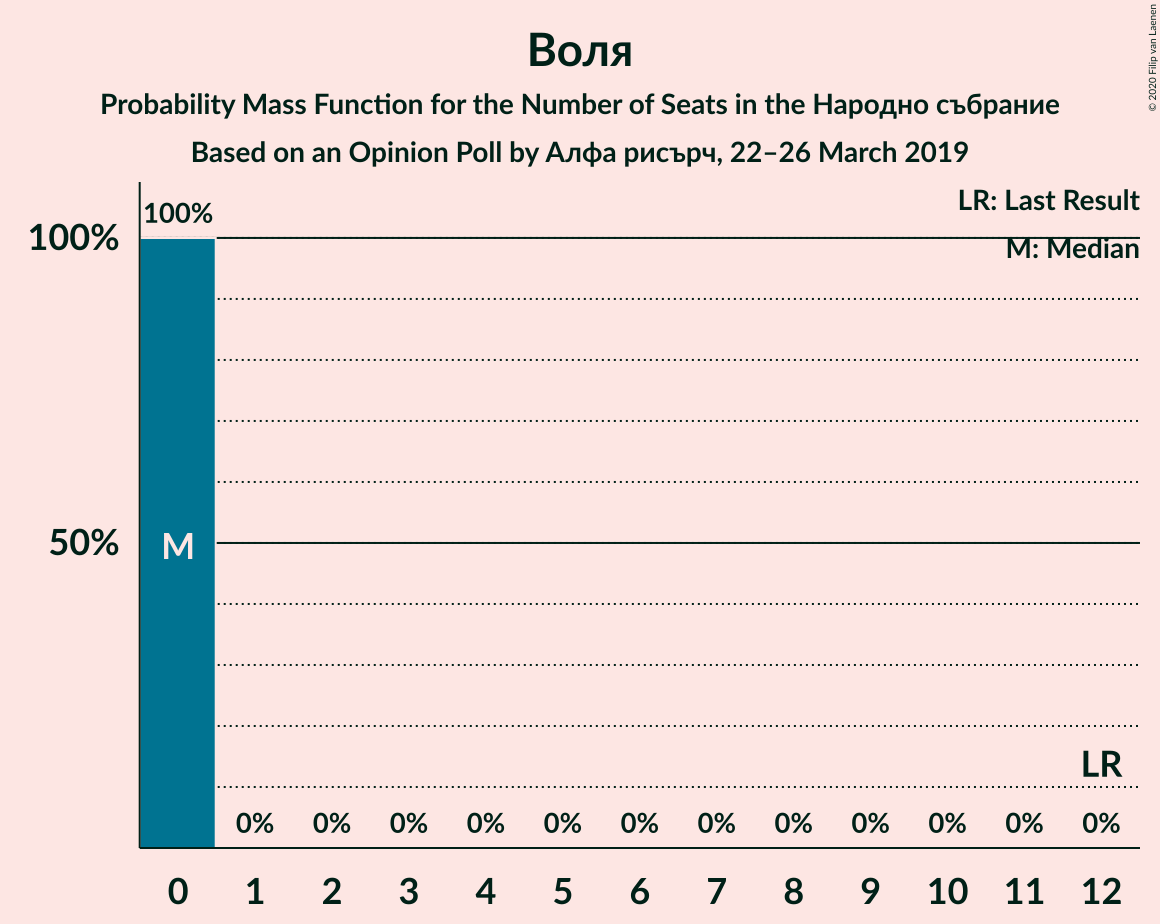 Воля
Probability Mass Function for the Number of Seats in the Народно събрание
Based on an Opinion Poll by Алфа рисърч, 22–26 March 2019
© 2020 Filip van Laenen
LR: Last Result
M: Median
100%
100%
50%
M
LR
0% 0% 0% 0% 0% 0% 0% 0% 0% 0% 0% 0%
0 1 2 3 4 5 6 7 8 9 10 11 12